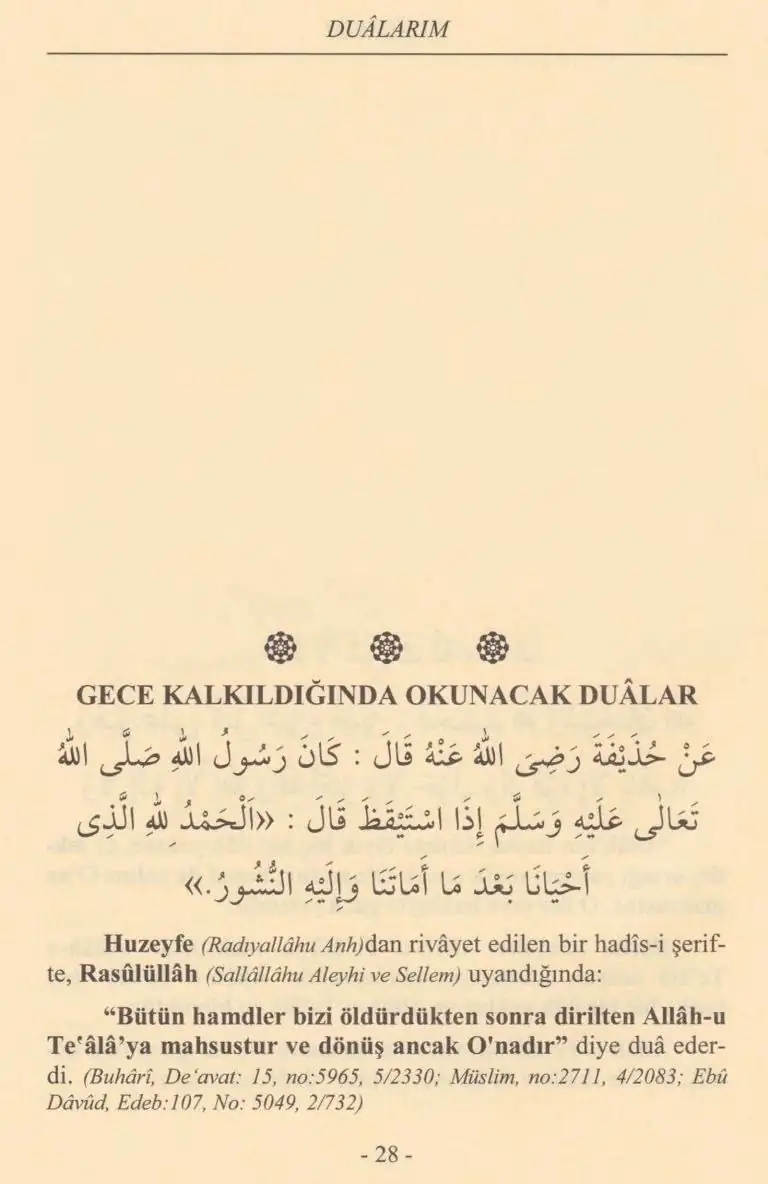 DUÂLARIM
GECE KALKILDIĞINDA OKUNACAK DUÂLAR
عَنْ حُذَيْفَةَ رَضِىَ اللّٰهُ عَنْهُ قَالَ : كَانَ رَسُولُ اللّٰهِ صَلَّى اللّٰهُ
تَعَالٰى عَلَيْهِ وَسَلَّمَ إِذَا اسْتَيْقَظَ قَالَ : «اَلْحَمْدُ لِلّٰهِ الَّذِى
أَحْيَانَا بَعْدَ مَا أَمَاتَنَا وَإِلَيْهِ النُّشُورُ.»
Huzeyfe (Radıyallâhu Anh)dan rivâyet edilen bir hadîs-i şerif-
te, Rasûlüllâh (Sallâllâhu Aleyhi ve Sellem) uyandığında:
“Bütün hamdler bizi öldürdükten sonra dirilten Allâh-u
Te‘âlâ’ya mahsustur ve dönüş ancak O'nadır” diye duâ eder-
di. (Buhârî, De‘avat: 15, no:5965, 5/2330; Müslim, no:2711, 4/2083; Ebû
Dâvûd, Edeb:107, No: 5049, 2/732)
- 28 -